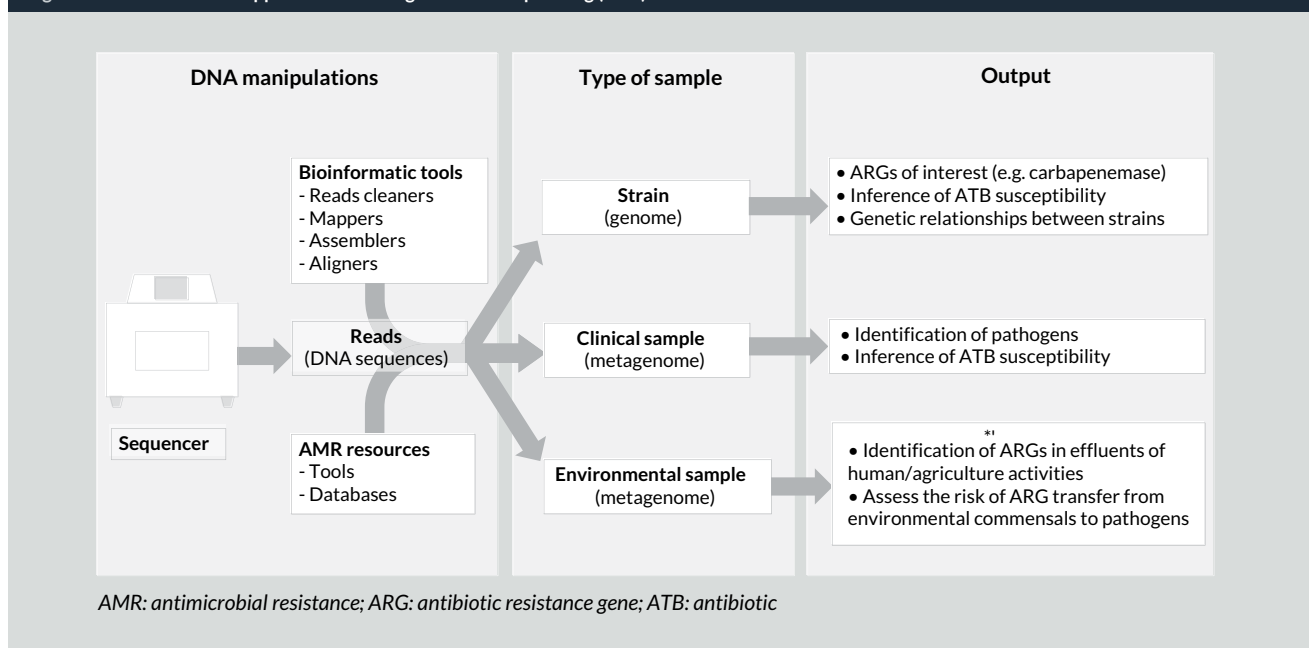 DNA manipulations
Type of sample
Output
Bioinformatic tools
- Reads cleaners
- Mappers
- Assemblers
- Aligners
Strain
(genome)
• ARGs of interest (e.g. carbapenemase)
• Inference of ATB susceptibility
• Genetic relationships between strains
Reads
(DNA sequences)
Clinical sample
(metagenome)
• Identification of pathogens
• Inference of ATB susceptibility
Sequencer
AMR resources
- Tools
- Databases
Environmental sample
(metagenome)
*'
• Identification of ARGs in effluents of
human/agriculture activities
• Assess the risk of ARG transfer from
environmental commensals to pathogens
AMR: antimicrobial resistance; ARG: antibiotic resistance gene; ATB: antibiotic